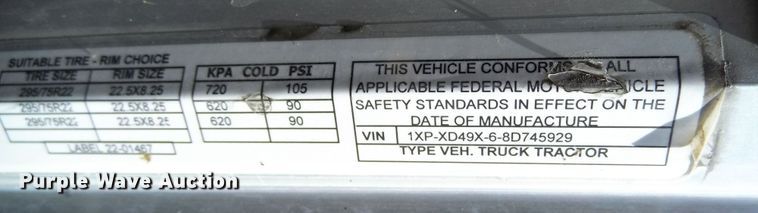 SUITABLE TIRE - RIM CHOICE
TIRE SIZE RIM SIZE KPA COLD PSI
295/75R22 22.5X8.25 720 105
295/75R22 22.5X8.25 620 90
295/75R22 22.5X8.25 620 90
LABEL 22-01467
THIS VEHICLE CONFORMS ALL
APPLICABLE FEDERAL MOTOR VEHICLE
SAFETY STANDARDS IN EFFECT ON THE
DATE OF MANUFACTURE
VIN 1XP-XD49X-6-8D745929
TYPE VEH. TRUCK TRACTOR
Purple Wave Auction